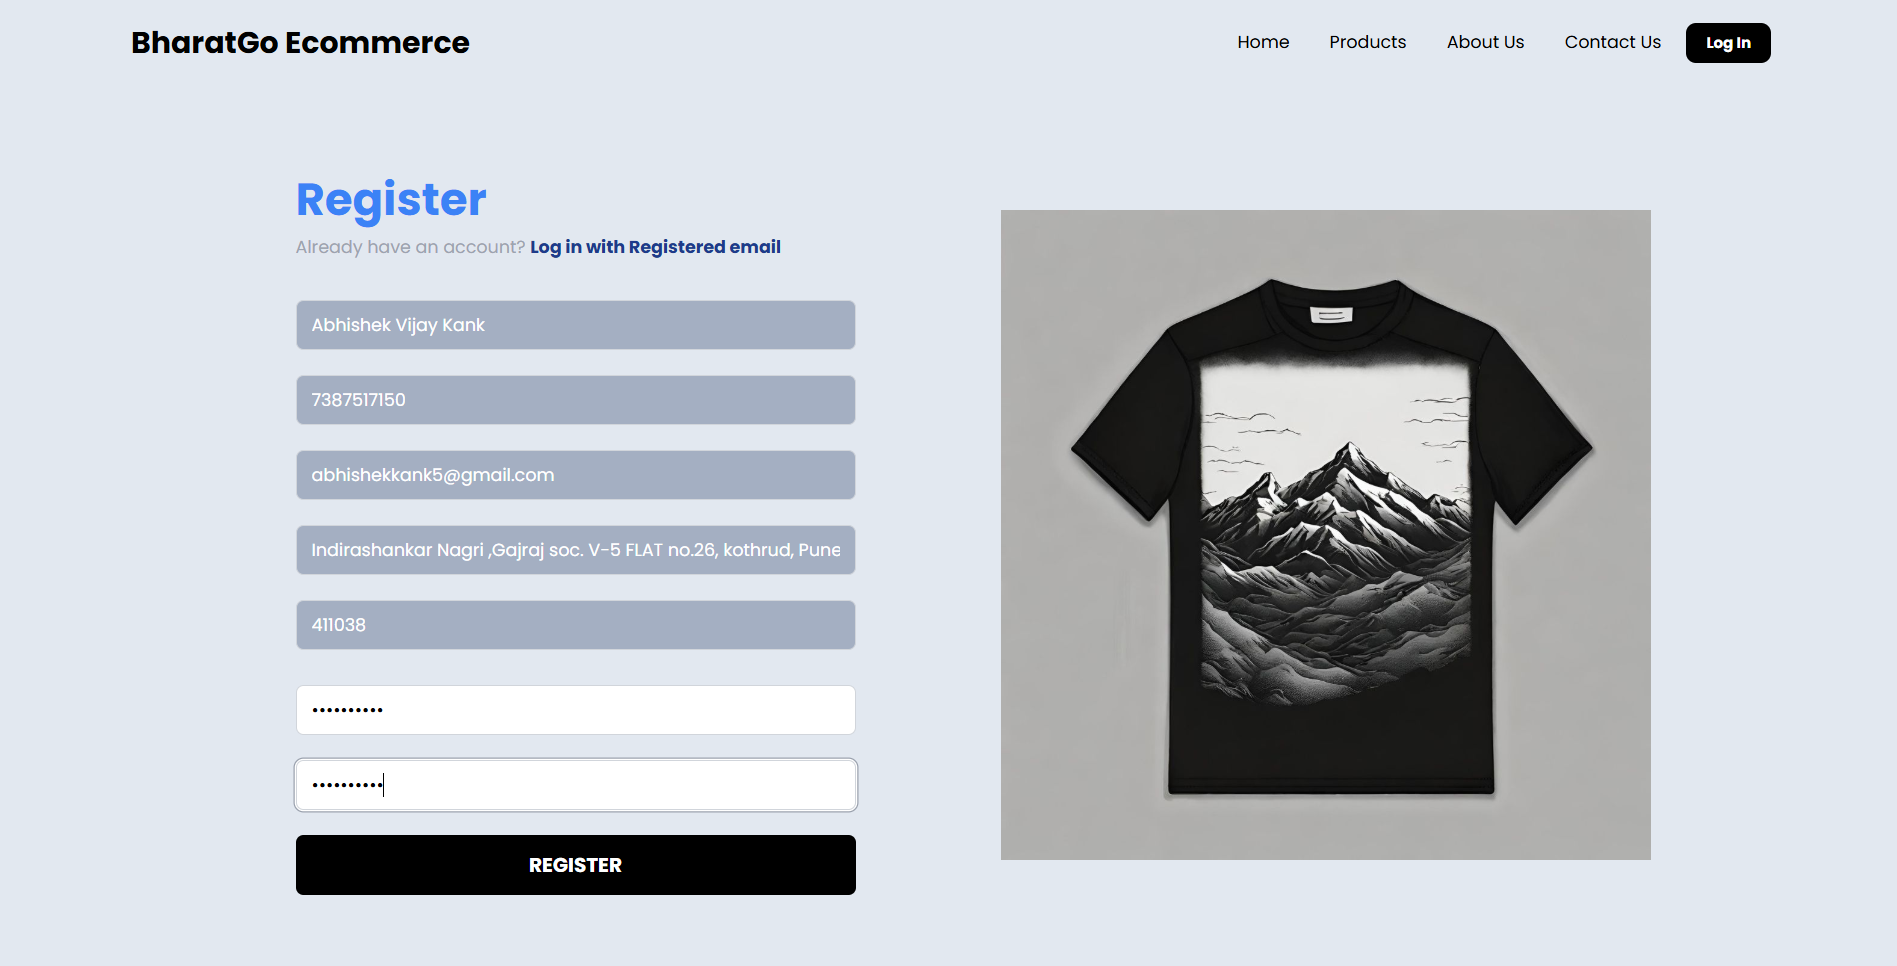 BharatGo Ecommerce
Home Products About Us Contact Us Log In
Register
Already have an account? Log in with Registered email
Abhishek Vijay Kank
7387517150
abhishekkank5@gmail.com
Indirashankar Nagri ,Gajraj soc. V-5 FLAT no.26, kothrud, Pune
411038
••••••••••
••••••••••
REGISTER